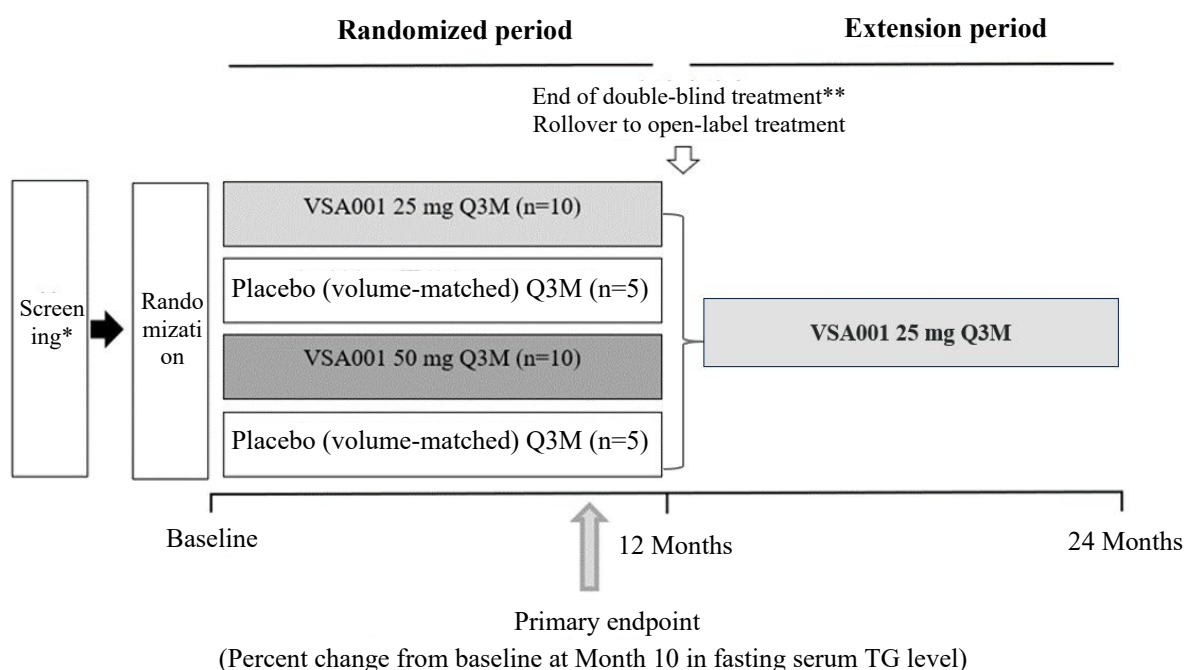 Randomized period
Extension period
End of double-blind treatment**
Rollover to open-label treatment
Screen
ing*
Rando
mizati
on
VSA001 25 mg Q3M (n=10)
Placebo (volume-matched) Q3M (n=5)
VSA001 50 mg Q3M (n=10)
Placebo (volume-matched) Q3M (n=5)
VSA001 25 mg Q3M
Baseline
12 Months
24 Months
Primary endpoint
(Percent change from baseline at Month 10 in fasting serum TG level)